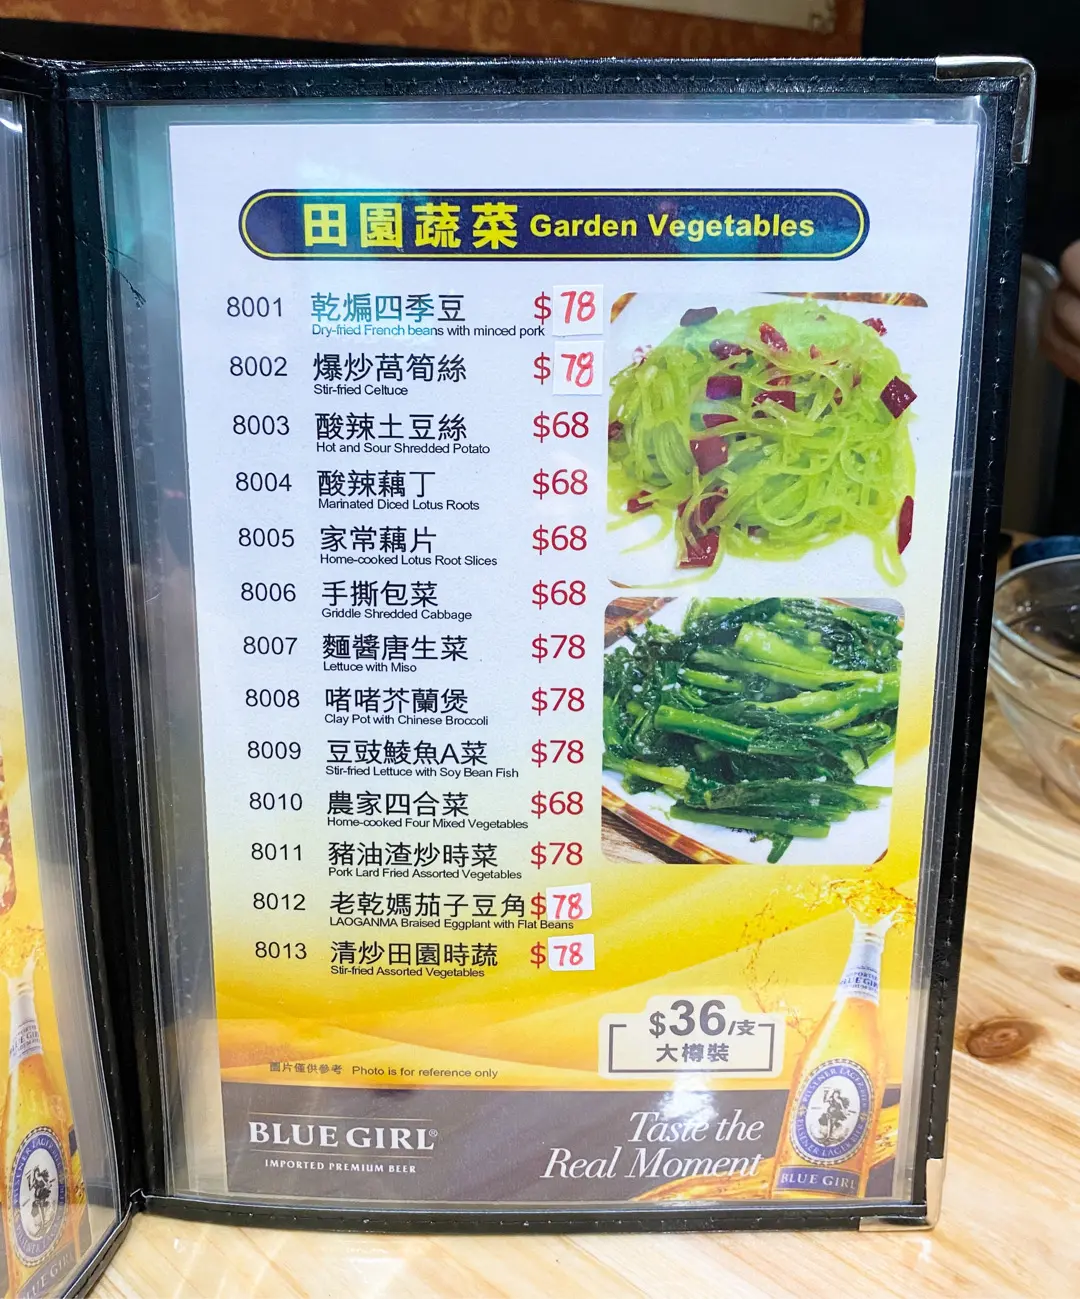 田園蔬菜 Garden Vegetables
8001 乾煸四季豆 $78
Dry-fried French beans with minced pork
8002 爆炒萵筍絲 $78
Stir-fried Celtuce
8003 酸辣土豆絲 $68
Hot and Sour Shredded Potato
8004 酸辣藕丁 $68
Marinated Diced Lotus Roots
8005 家常藕片 $68
Home-cooked Lotus Root Slices
8006 手撕包菜 $68
Griddle Shredded Cabbage
8007 麵醬唐生菜 $78
Lettuce with Miso
8008 啫啫芥蘭煲 $78
Clay Pot with Chinese Broccoli
8009 豆豉鯪魚A菜 $78
Stir-fried Lettuce with Soy Bean Fish
8010 農家四合菜 $68
Home-cooked Four Mixed Vegetables
8011 豬油渣炒時菜 $78
Pork Lard Fried Assorted Vegetables
8012 老乾媽茄子豆角 $78
LAOGANMA Braised Eggplant with Flat Beans
8013 清炒田園時蔬 $78
Stir-fried Assorted Vegetables
$36/支
大樽裝
圖片僅供參考 Photo is for reference only
BLUE GIRL®
IMPORTED PREMIUM BEER
Taste the
Real Moment
PILSENER LAGER
BLUE GIRL